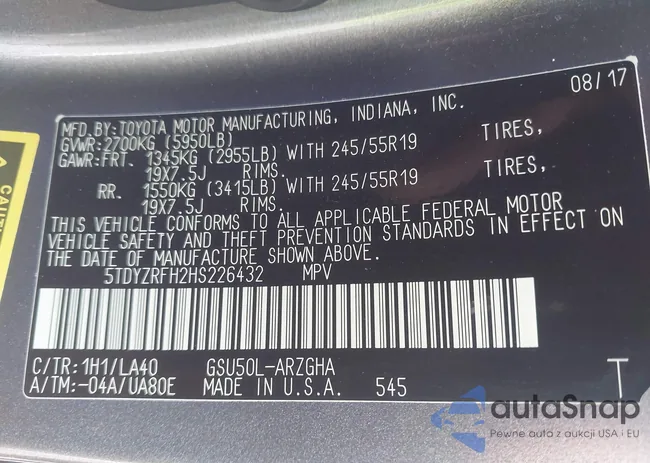 08/17
MFD.BY:TOYOTA MOTOR MANUFACTURING, INDIANA, INC.
GVWR:2700KG (5950LB)
GAWR:FRT. 1345KG (2955LB) WITH 245/55R19 TIRES,
19X7.5J RIMS.
RR. 1550KG (3415LB) WITH 245/55R19 TIRES,
19X7.5J RIMS.
THIS VEHICLE CONFORMS TO ALL APPLICABLE FEDERAL MOTOR
VEHICLE SAFETY AND THEFT PREVENTION STANDARDS IN EFFECT ON
THE DATE OF MANUFACTURE SHOWN ABOVE.
5TDYZRFH2HS226432 MPV
C/TR:1H1/LA40 GSU50L-ARZGHA
A/TM:-04A/UA80E MADE IN U.S.A. 545
T
CAUTI
autaSnap
Pewne auta z aukcji USA i EU